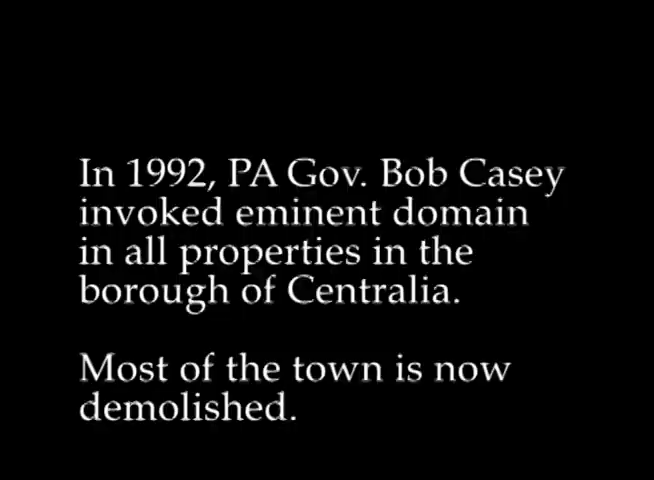 In 1992, PA Gov. Bob Casey
invoked eminent domain
in all properties in the
borough of Centralia.
Most of the town is now
demolished.